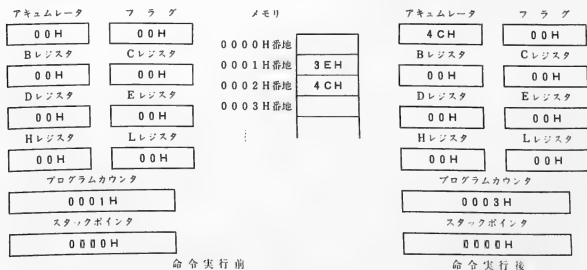 アキュムレータ フラグ
00H 00H
Bレジスタ Cレジスタ
00H 00H
Dレジスタ Eレジスタ
00H 00H
Hレジスタ Lレジスタ
00H 00H
プログラムカウンタ
0001H
スタックポインタ
0000H
命令実行前
メモリ
0000H番地
0001H番地 3EH
0002H番地 4CH
0003H番地
⋮
アキュムレータ フラグ
4CH 00H
Bレジスタ Cレジスタ
00H 00H
Dレジスタ Eレジスタ
00H 00H
Hレジスタ Lレジスタ
00H 00H
プログラムカウンタ
0003H
スタックポインタ
0000H
命令実行後